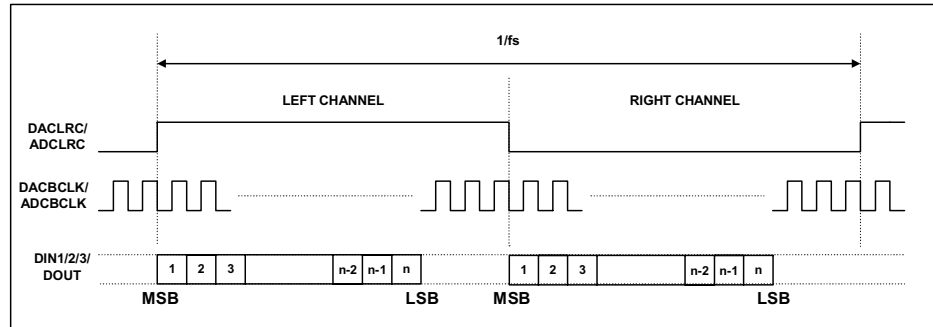 1/fs
LEFT CHANNEL RIGHT CHANNEL
DACLRC/
ADCLRC
DACBCLK/
ADCBCLK
DIN1/2/3/
DOUT
1 2 3 n-2 n-1 n 1 2 3 n-2 n-1 n
MSB LSB MSB LSB